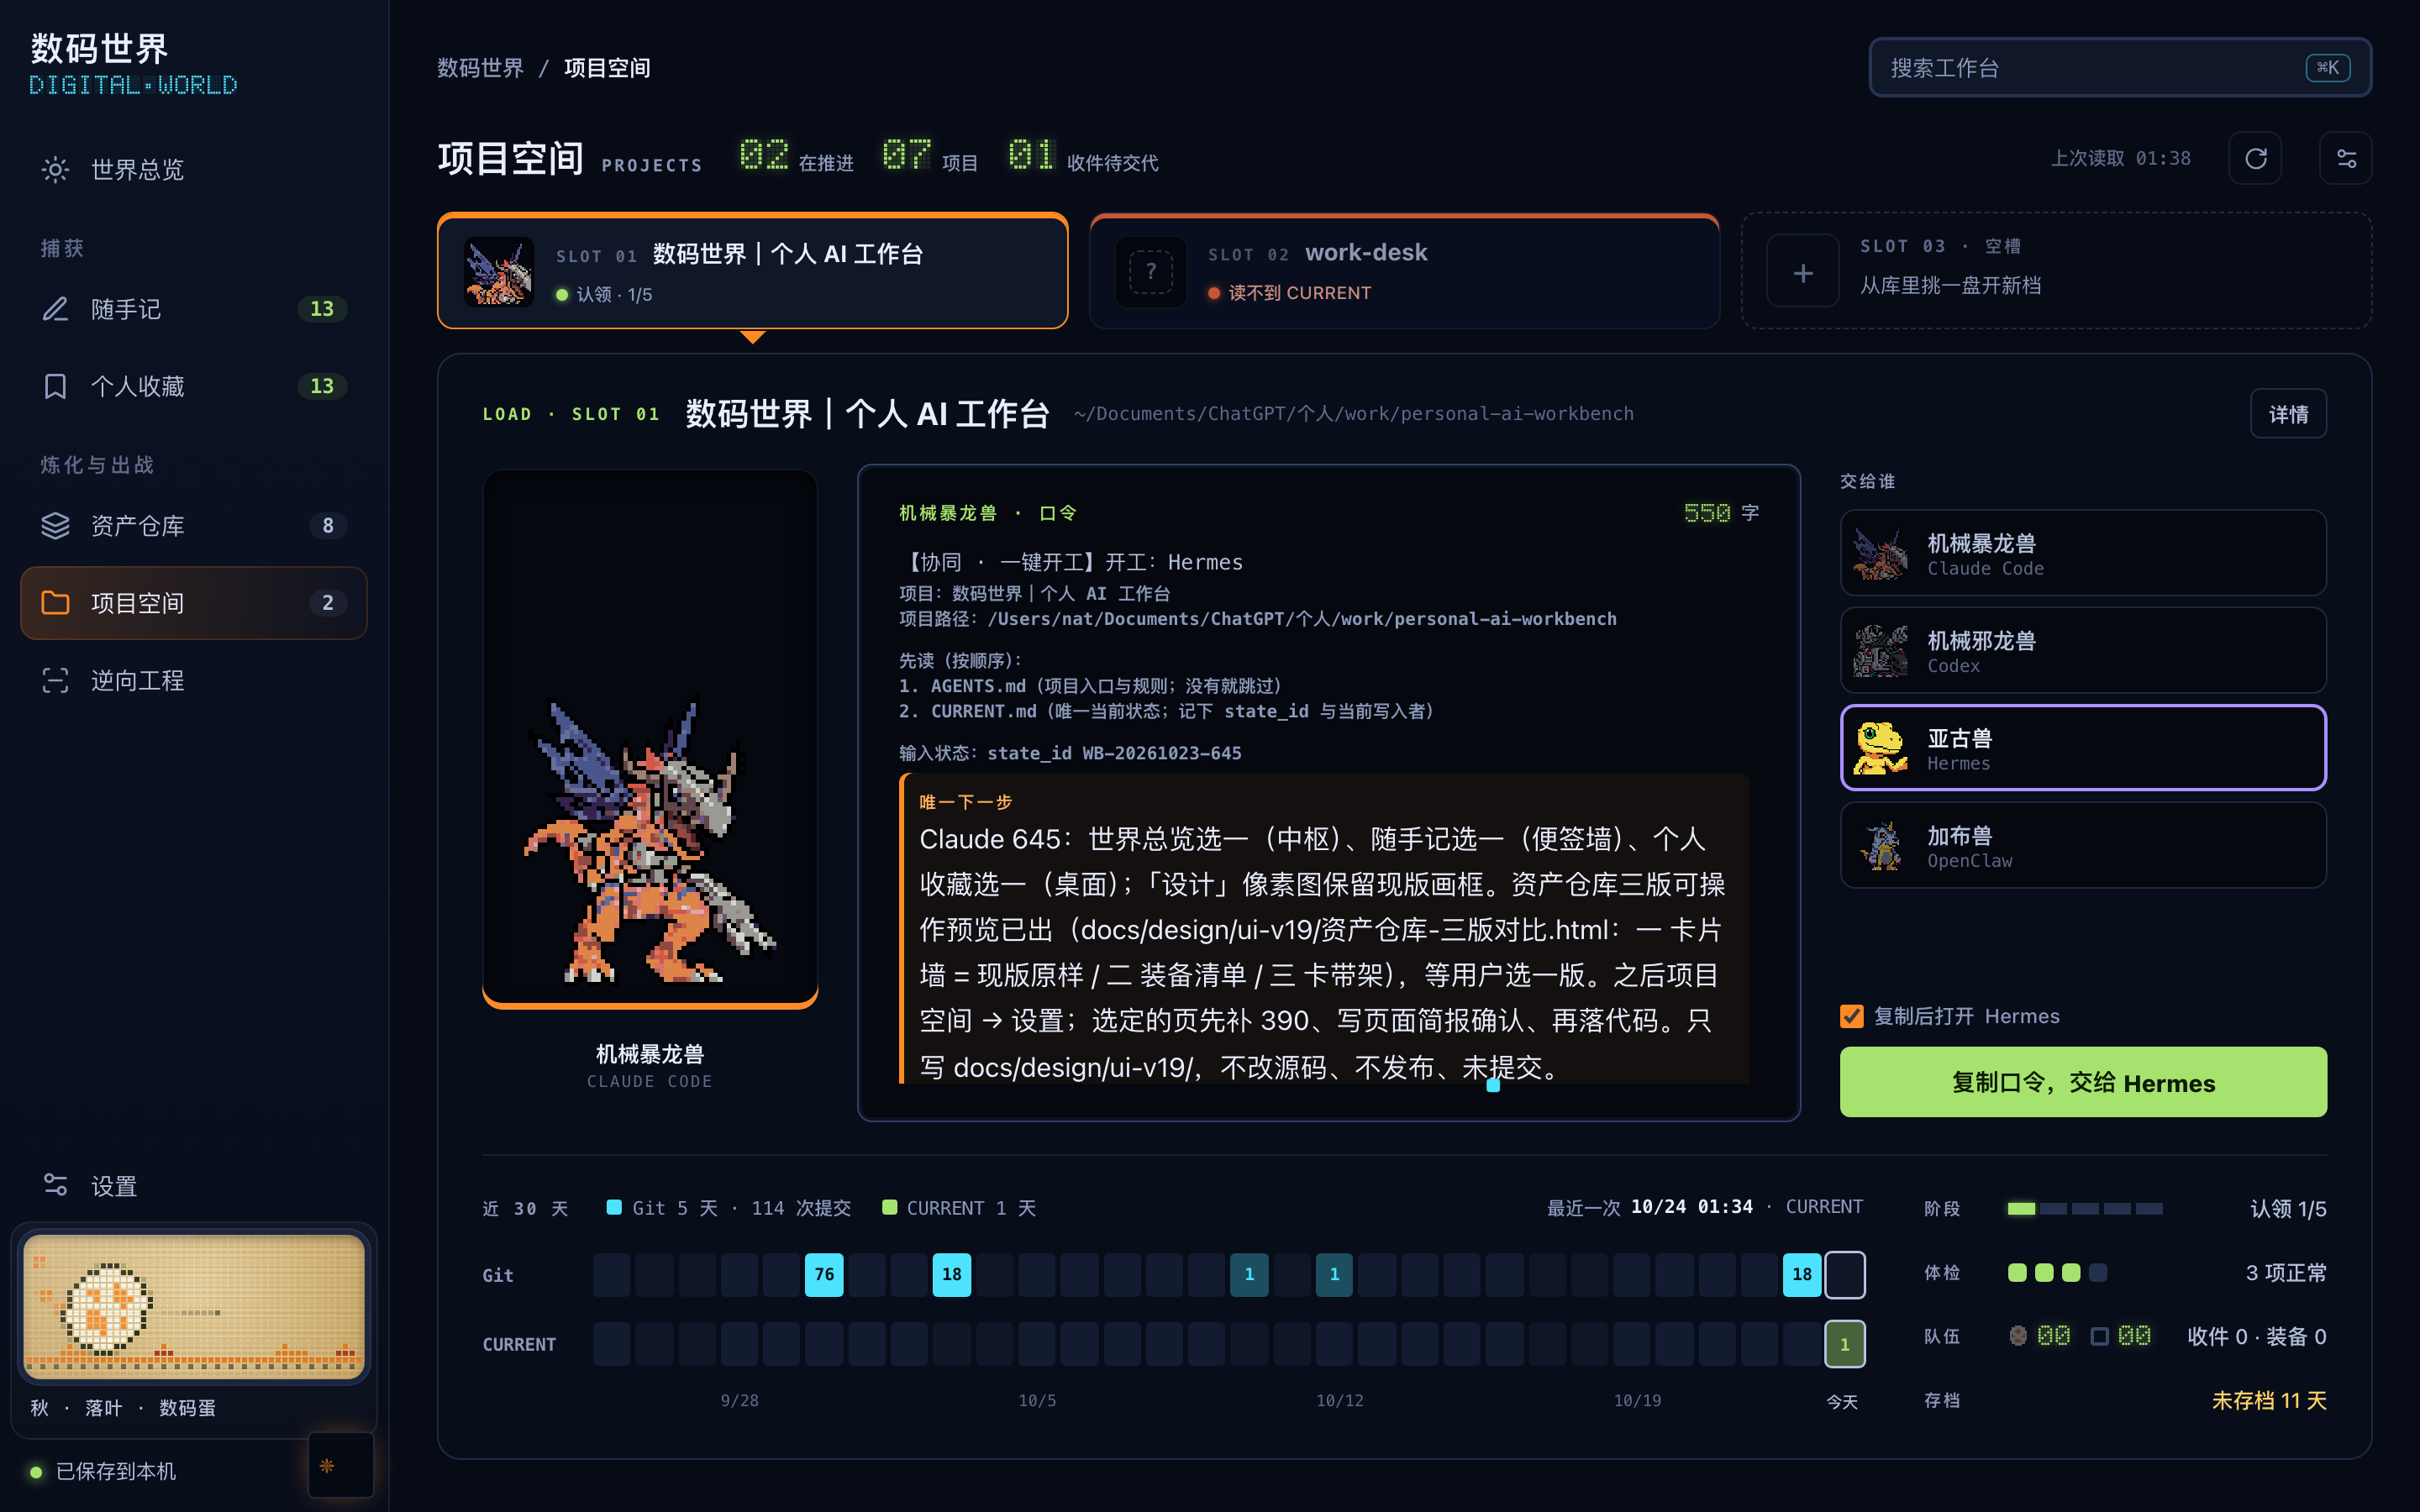 数码世界
DIGITAL·WORLD
世界总览
捕获
随手记 13
个人收藏 13
炼化与出战
资产仓库 8
项目空间 2
逆向工程
设置
秋 · 落叶 · 数码蛋
已保存到本机
数码世界 / 项目空间
搜索工作台 ⌘K
项目空间 PROJECTS 02 在推进 07 项目 01 收件待交代
上次读取 01:38
SLOT 01 数码世界｜个人 AI 工作台
认领 · 1/5
?
SLOT 02 work-desk
读不到 CURRENT
+
SLOT 03 · 空槽
从库里挑一盘开新档
LOAD · SLOT 01 数码世界｜个人 AI 工作台 ~/Documents/ChatGPT/个人/work/personal-ai-workbench
详情
机械暴龙兽
CLAUDE CODE
机械暴龙兽 · 口令 550 字
【协同 · 一键开工】开工：Hermes
项目：数码世界｜个人 AI 工作台
项目路径：/Users/nat/Documents/ChatGPT/个人/work/personal-ai-workbench
先读（按顺序）：
1. AGENTS.md（项目入口与规则；没有就跳过）
2. CURRENT.md（唯一当前状态；记下 state_id 与当前写入者）
输入状态：state_id WB-20261023-645
唯一下一步
Claude 645：世界总览选一（中枢）、随手记选一（便签墙）、个人
收藏选一（桌面）；「设计」像素图保留现版画框。资产仓库三版可操
作预览已出（docs/design/ui-v19/资产仓库-三版对比.html：一 卡片
墙 = 现版原样 / 二 装备清单 / 三 卡带架），等用户选一版。之后项目
空间 → 设置；选定的页先补 390、写页面简报确认、再落代码。只
写 docs/design/ui-v19/，不改源码、不发布、未提交。
交给谁
机械暴龙兽
Claude Code
机械邪龙兽
Codex
亚古兽
Hermes
加布兽
OpenClaw
复制后打开 Hermes
复制口令，交给 Hermes
近 30 天 Git 5 天 · 114 次提交 CURRENT 1 天
最近一次 10/24 01:34 · CURRENT
Git 76 18 1 1 18
CURRENT 1
9/28 10/5 10/12 10/19 今天
阶段 认领 1/5
体检 3 项正常
队伍 00 00 收件 0 · 装备 0
存档 未存档 11 天